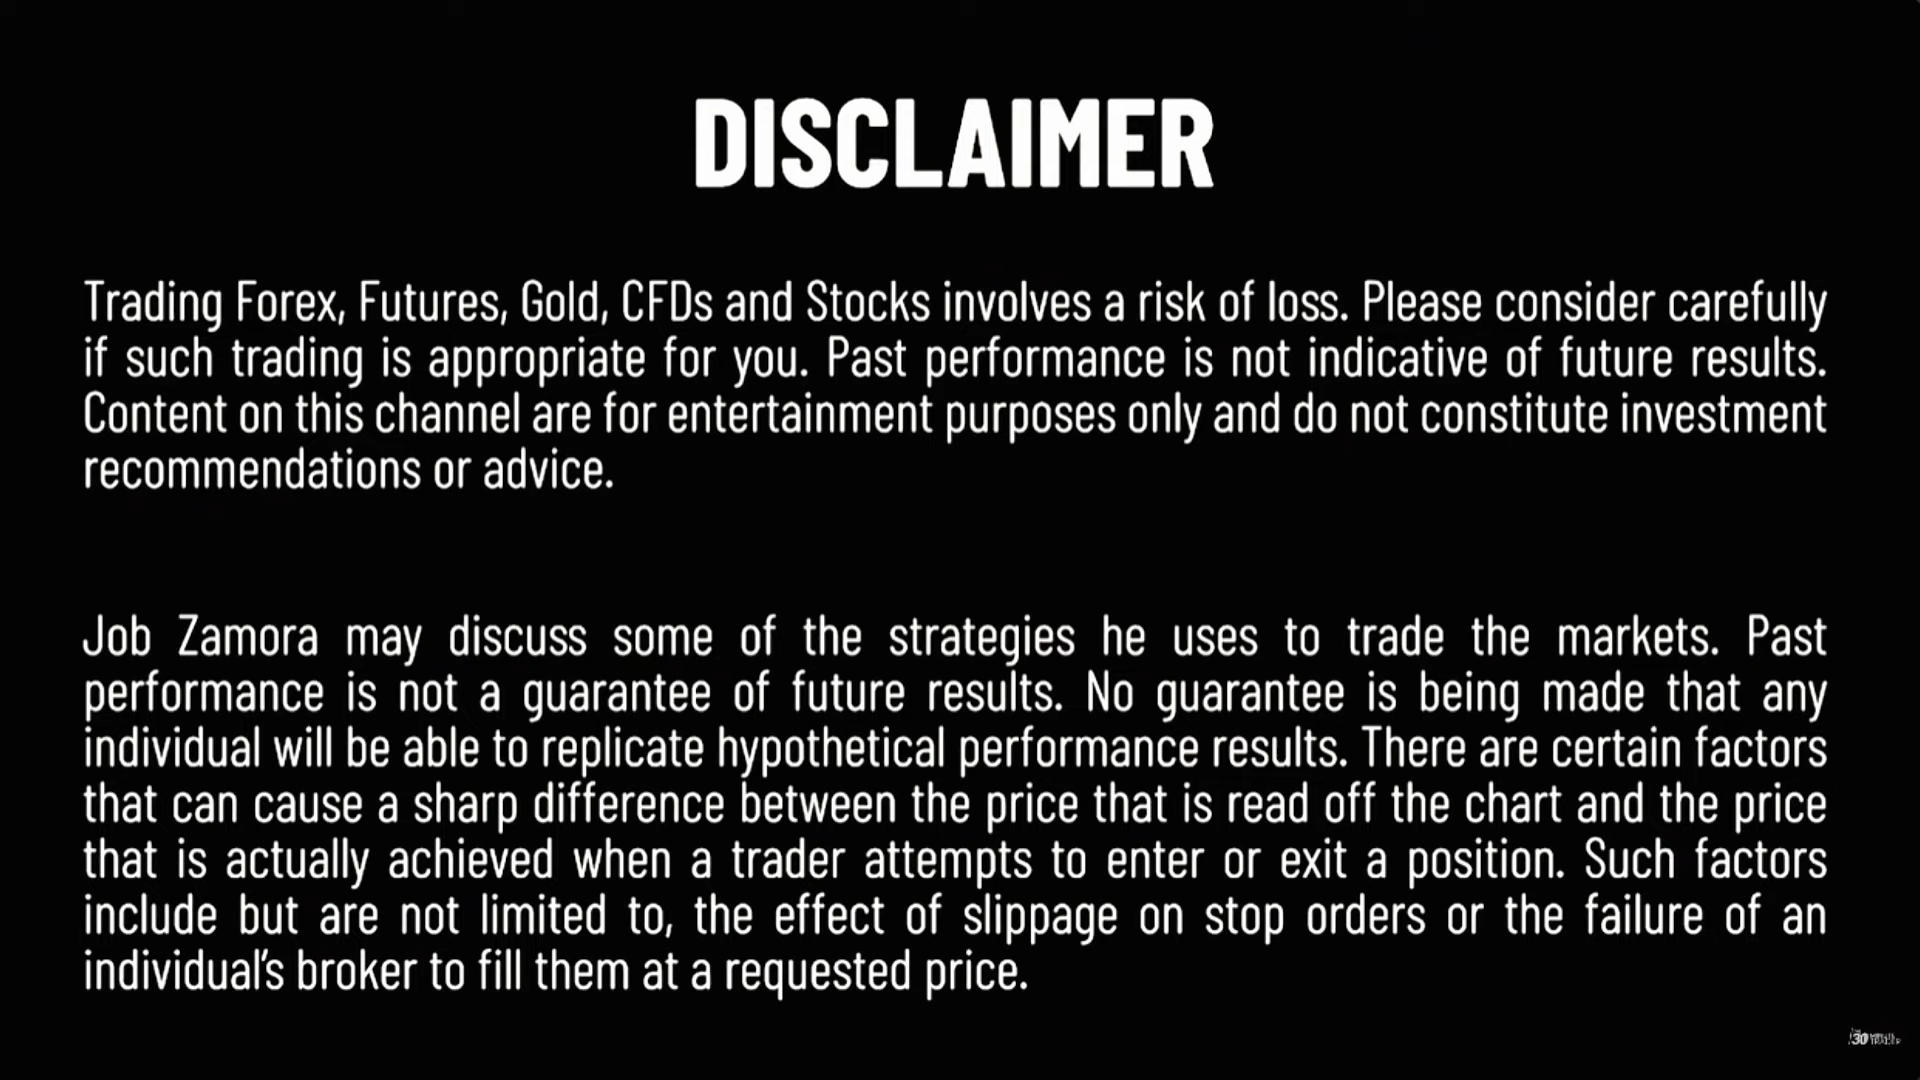 DISCLAIMER
Trading Forex, Futures, Gold, CFDs and Stocks involves a risk of loss. Please consider carefully
if such trading is appropriate for you. Past performance is not indicative of future results.
Content on this channel are for entertainment purposes only and do not constitute investment
recommendations or advice.
Job Zamora may discuss some of the strategies he uses to trade the markets. Past
performance is not a guarantee of future results. No guarantee is being made that any
individual will be able to replicate hypothetical performance results. There are certain factors
that can cause a sharp difference between the price that is read off the chart and the price
that is actually achieved when a trader attempts to enter or exit a position. Such factors
include but are not limited to, the effect of slippage on stop orders or the failure of an
individual's broker to fill them at a requested price.
30